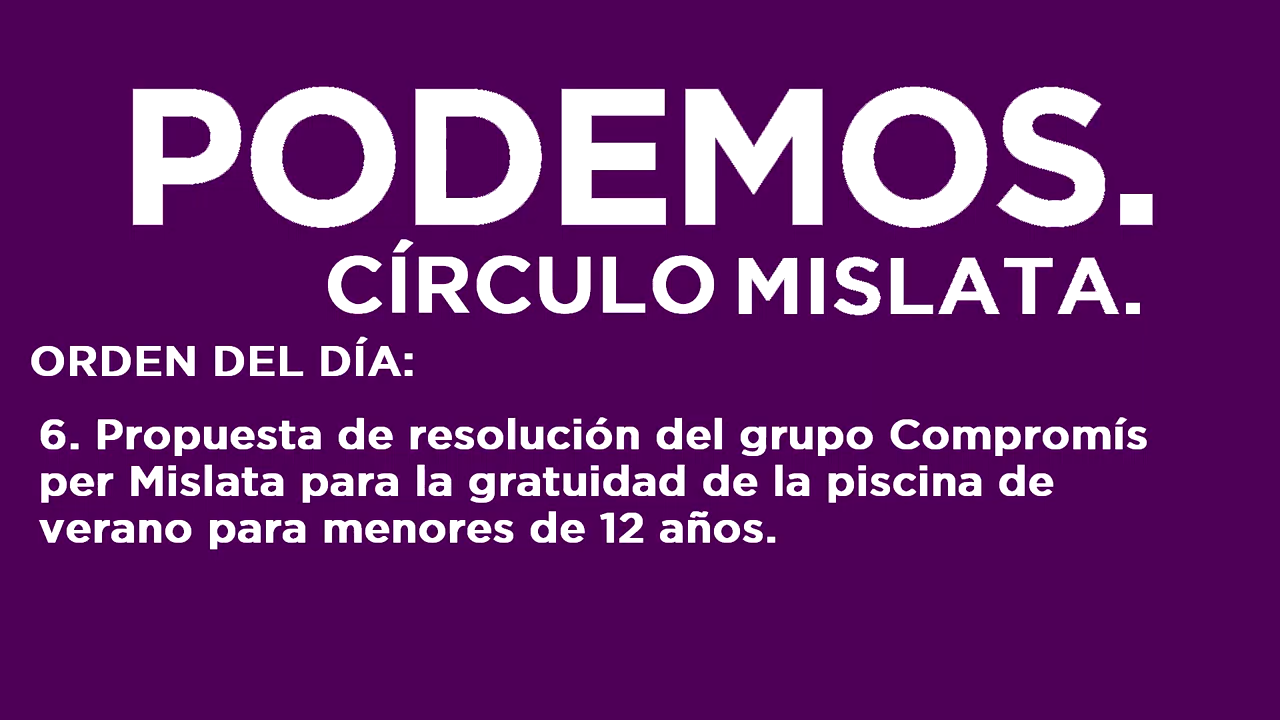 PODEMOS.
CÍRCULO MISLATA.
ORDEN DEL DÍA:
6. Propuesta de resolución del grupo Compromís
per Mislata para la gratuidad de la piscina de
verano para menores de 12 años.